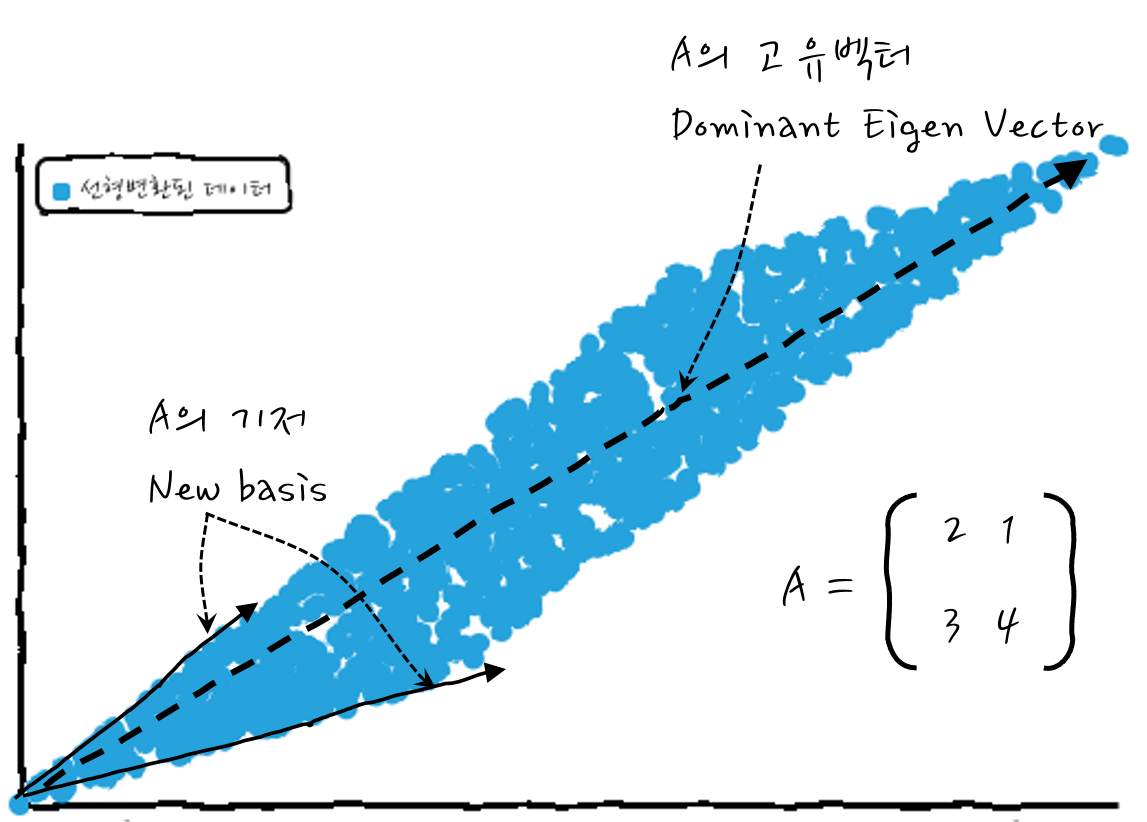 A의 고유벡터
Dominant Eigen Vector
선형변환된 데이터
A의 기저
New basis
A =
2 1
3 4